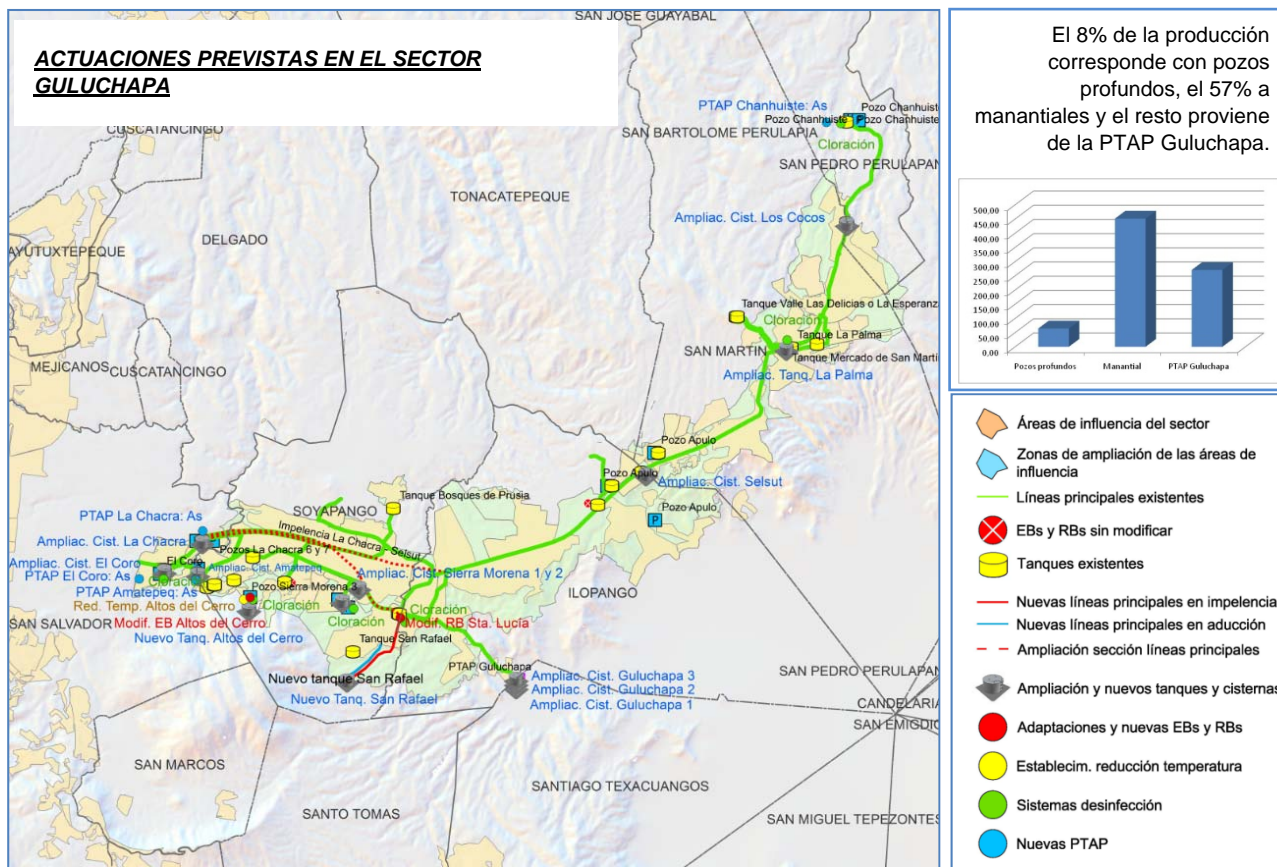 ACTUACIONES PREVISTAS EN EL SECTOR
GULUCHAPA
SAN JOSE GUAYABAL
CUSCATANCINGO
PTAP Chanhuiste: As
Pozo Chanhuiste
Pozo Chanhuiste
Pozo Chanhuiste
SAN BARTOLOME PERULAPIA
Cloración
SAN PEDRO PERULAPAN
TONACATEPEQUE
Ampliac. Cist. Los Cocos
DELGADO
AYUTUXTEPEQUE
Tanque Valle Las Delicias o La Esperanza
Cloración
Tanque La Palma
SAN MARTIN
Tanque Mercado de San Martin
MEJICANOS
CUSCATANCINGO
Ampliac. Tanq. La Palma
Pozo Apulo
Pozo Apulo
Ampliac. Cist. Selsut
Tanque Bosques de Prusia
SOYAPANGO
Pozo Apulo
P
PTAP La Chacra: As
Impelencia La Chacra - Selsut
Ampliac. Cist. La Chacra
Pozos La Chacra 6 y 7
Ampliac. Cist. El Coro
El Coro
Ampliac. Cist. Amatepeq.
Ampliac. Cist. Sierra Morena 1 y 2
PTAP El Coro: As
Cloración
PTAP Amatepeq: As
Pozo Sierra Morena 3
ILOPANGO
Red. Temp. Altos del Cerro
Cloración
Cloración
SAN SALVADOR
Modif. EB Altos del Cerro
Cloración
Modif. RB Sta. Lucía
Nuevo Tanq. Altos del Cerro
Tanque San Rafael
PTAP Guluchapa
SAN PEDRO PERULAPAN
Nuevo tanque San Rafael
Ampliac. Cist. Guluchapa 3
Nuevo Tanq. San Rafael
Ampliac. Cist. Guluchapa 2
Ampliac. Cist. Guluchapa 1
CANDELARIA
SAN EMIGDIO
SAN MARCOS
SANTIAGO TEXACUANGOS
SANTO TOMAS
SAN MIGUEL TEPEZONTES
El 8% de la producción
corresponde con pozos
profundos, el 57% a
manantiales y el resto proviene
de la PTAP Guluchapa.
500.00
450.00
400.00
350.00
300.00
250.00
200.00
150.00
100.00
50.00
0.00
Pozos profundos
Manantial
PTAP Guluchapa
Áreas de influencia del sector
Zonas de ampliación de las áreas de
influencia
Líneas principales existentes
EBs y RBs sin modificar
Tanques existentes
Nuevas líneas principales en impelencia
Nuevas líneas principales en aducción
Ampliación sección líneas principales
Ampliación y nuevos tanques y cisternas
Adaptaciones y nuevas EBs y RBs
Establecim. reducción temperatura
Sistemas desinfección
Nuevas PTAP